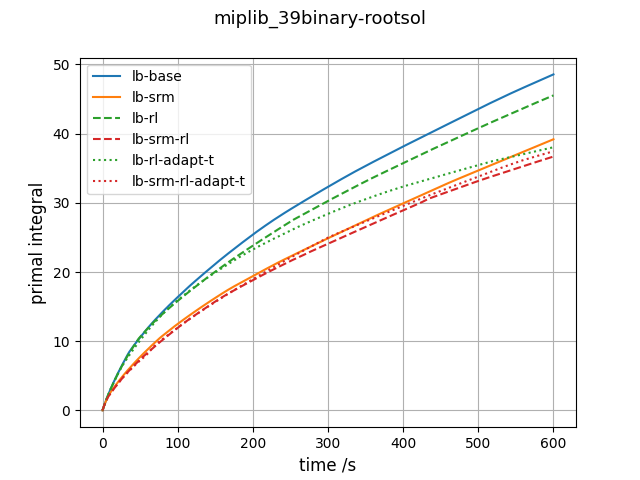 miplib_39binary-rootsol
50
40
30
20
10
0
primal integral
lb-base
lb-srm
lb-rl
lb-srm-rl
lb-rl-adapt-t
lb-srm-rl-adapt-t
0 100 200 300 400 500 600
time /s